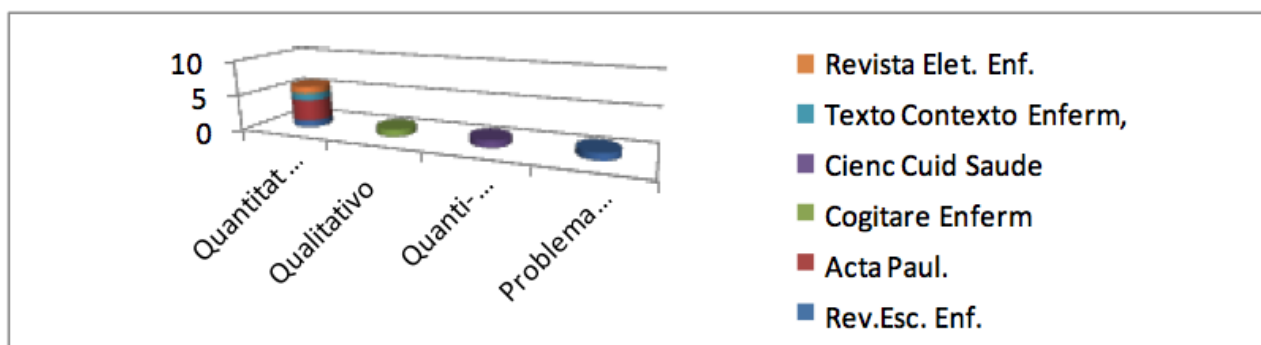 10
5
0
Quantitat...
Qualitativo
Quanti-...
Problema...
Revista Elet. Enf.
Texto Contexto Enferm,
Cienc Cuid Saude
Cogitare Enferm
Acta Paul.
Rev.Esc. Enf.